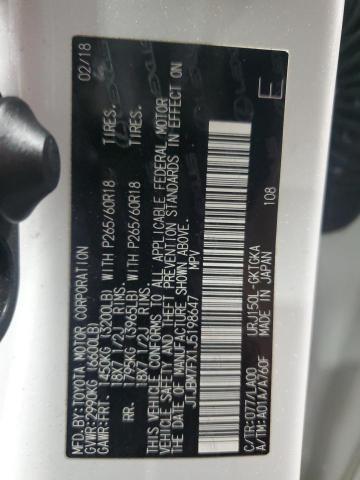 MFD. BY: TOYOTA MOTOR CORPORATION 02/18
GVWR: 2990KG (6600LB)
GAWR: FRT. 1450KG (3200LB) WITH P265/60R18 TIRES,
18X7 1/2J RIMS,
RR. 1795KG (3965LB) WITH P265/60R18 TIRES,
18X7 1/2J RIMS,
THIS VEHICLE CONFORMS TO ALL APPLICABLE FEDERAL MOTOR
VEHICLE SAFETY AND THEFT PREVENTION STANDARDS IN EFFECT ON
THE DATE OF MANUFACTURE SHOWN ABOVE.
JTJBM7FX1J5198647 MPV
E
C/TR: 077/LA00 URJ150L-GKTGKA
A/TM: A01A/A760F MADE IN JAPAN 108